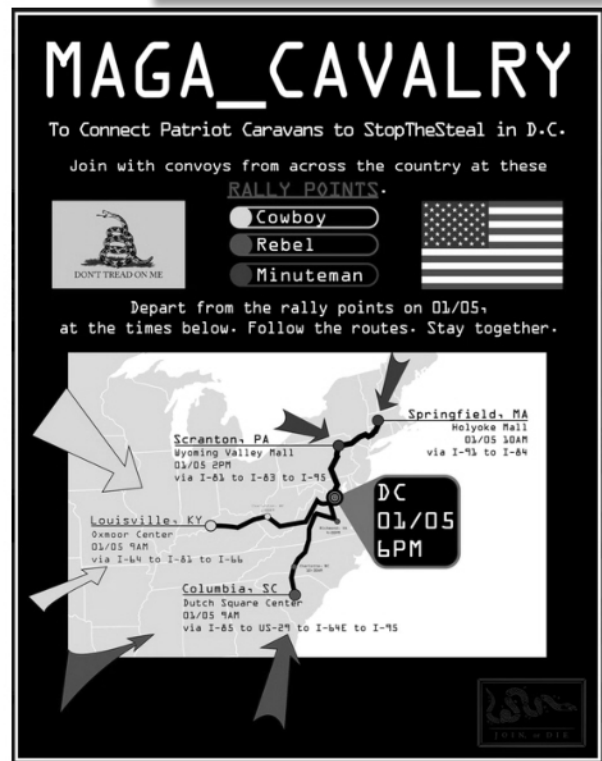 MAGA_CAVALRY
To Connect Patriot Caravans to StopTheSteal in D.C.
Join with convoys from across the country at these
RALLY POINTS.
Cowboy
Rebel
Minuteman
DON'T TREAD ON ME
Depart from the rally points on 01/05,
at the times below. Follow the routes. Stay together.
Springfield, MA
Holyoke Mall
01/05 10AM
via I-91 to I-84
Scranton, PA
Wyoming Valley Mall
01/05 2PM
via I-81 to I-83 to I-95
DC
01/05
6PM
Louisville, KY
Oxmoor Center
01/05 9AM
via I-64 to I-81 to I-66
Columbia, SC
Dutch Square Center
01/05 9AM
via I-85 to US-29 to I-64E to I-95
JOIN or DIE